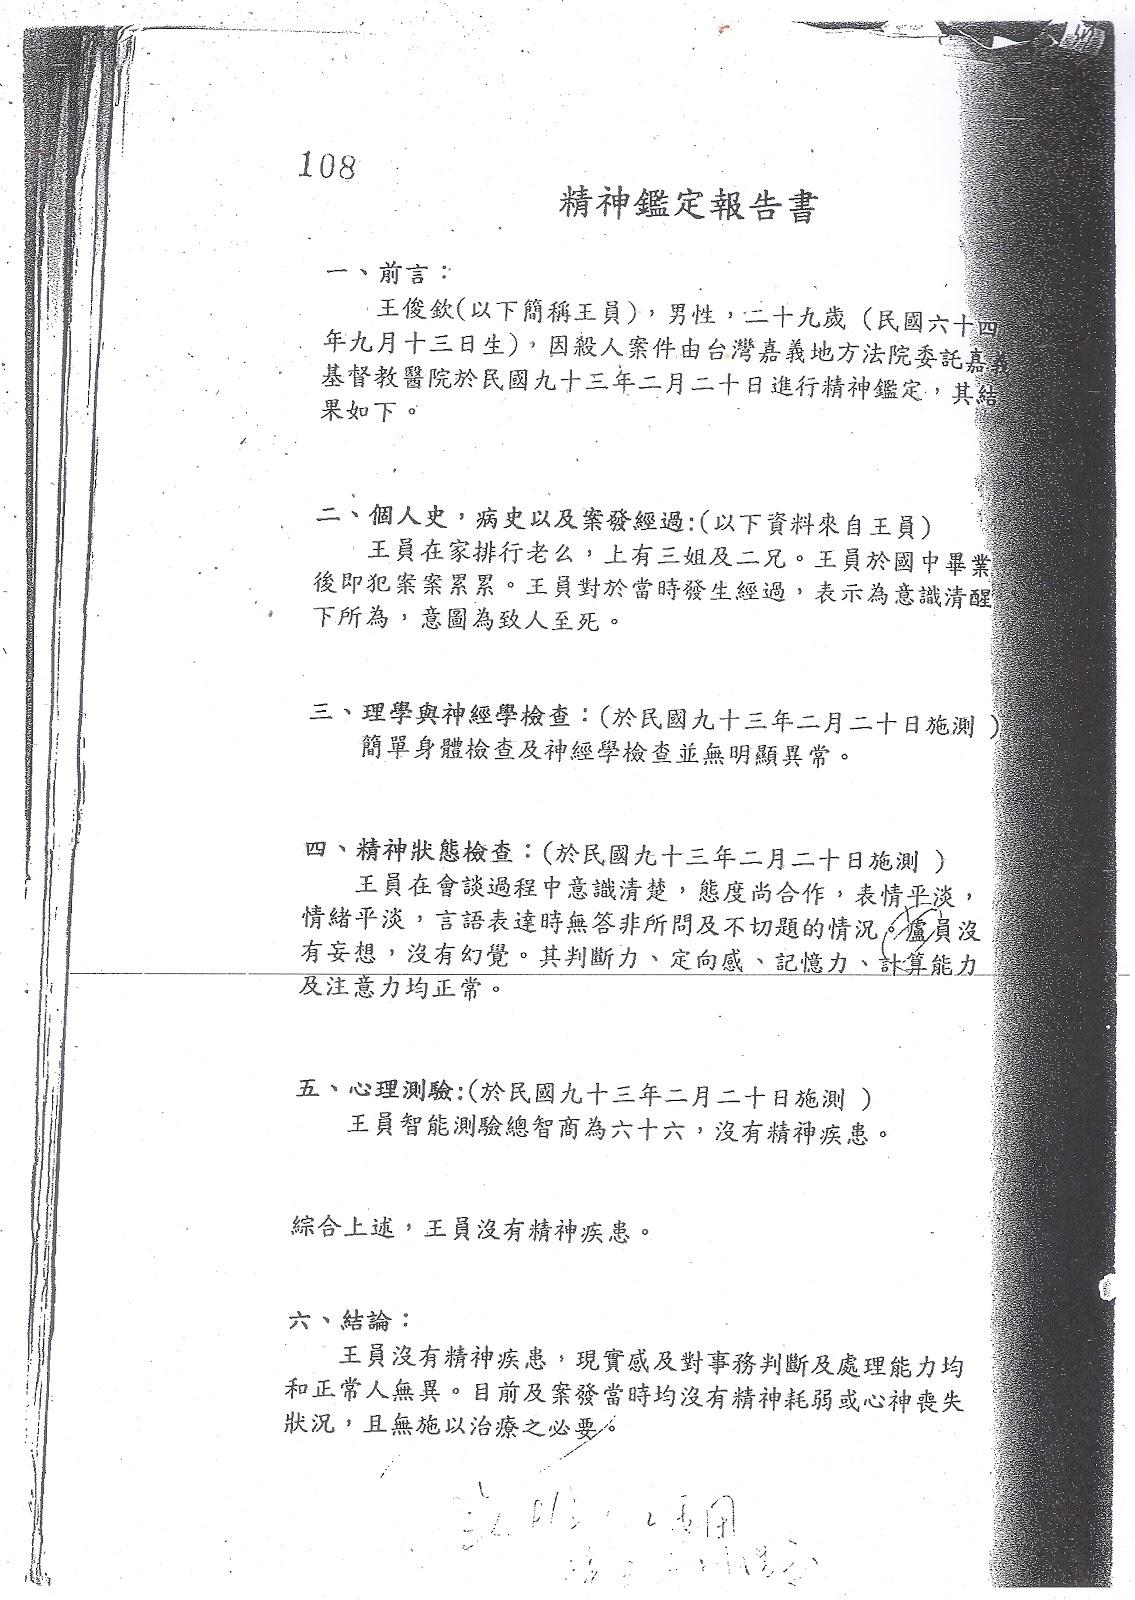 108
精神鑑定報告書
一、前言：
王俊欽(以下簡稱王員)，男性，二十九歲（民國六十四
年九月十三日生)，因殺人案件由台灣嘉義地方法院委託嘉義
基督教醫院於民國九十三年二月二十日進行精神鑑定，其結
果如下。
二、個人史，病史以及案發經過:(以下資料來自王員)
王員在家排行老么，上有三姐及二兄。王員於國中畢業
後即犯案案累累。王員對於當時發生經過，表示為意識清醒
下所為，意圖為致人至死。
三、理學與神經學檢查：(於民國九十三年二月二十日施測 )
簡單身體檢查及神經學檢查並無明顯異常。
四、精神狀態檢查：(於民國九十三年二月二十日施測 )
王員在會談過程中意識清楚，態度尚合作，表情平淡，
情緒平淡，言語表達時無答非所問及不切題的情況。廬員沒
有妄想，沒有幻覺。其判斷力、定向感、記憶力、計算能力
及注意力均正常。
五、心理測驗:(於民國九十三年二月二十日施測 )
王員智能測驗總智商為六十六，沒有精神疾患。
綜合上述，王員沒有精神疾患。
六、結論：
王員沒有精神疾患，現實感及對事務判斷及處理能力均
和正常人無異。目前及案發當時均沒有精神耗弱或心神喪失
狀況，且無施以治療之必要。